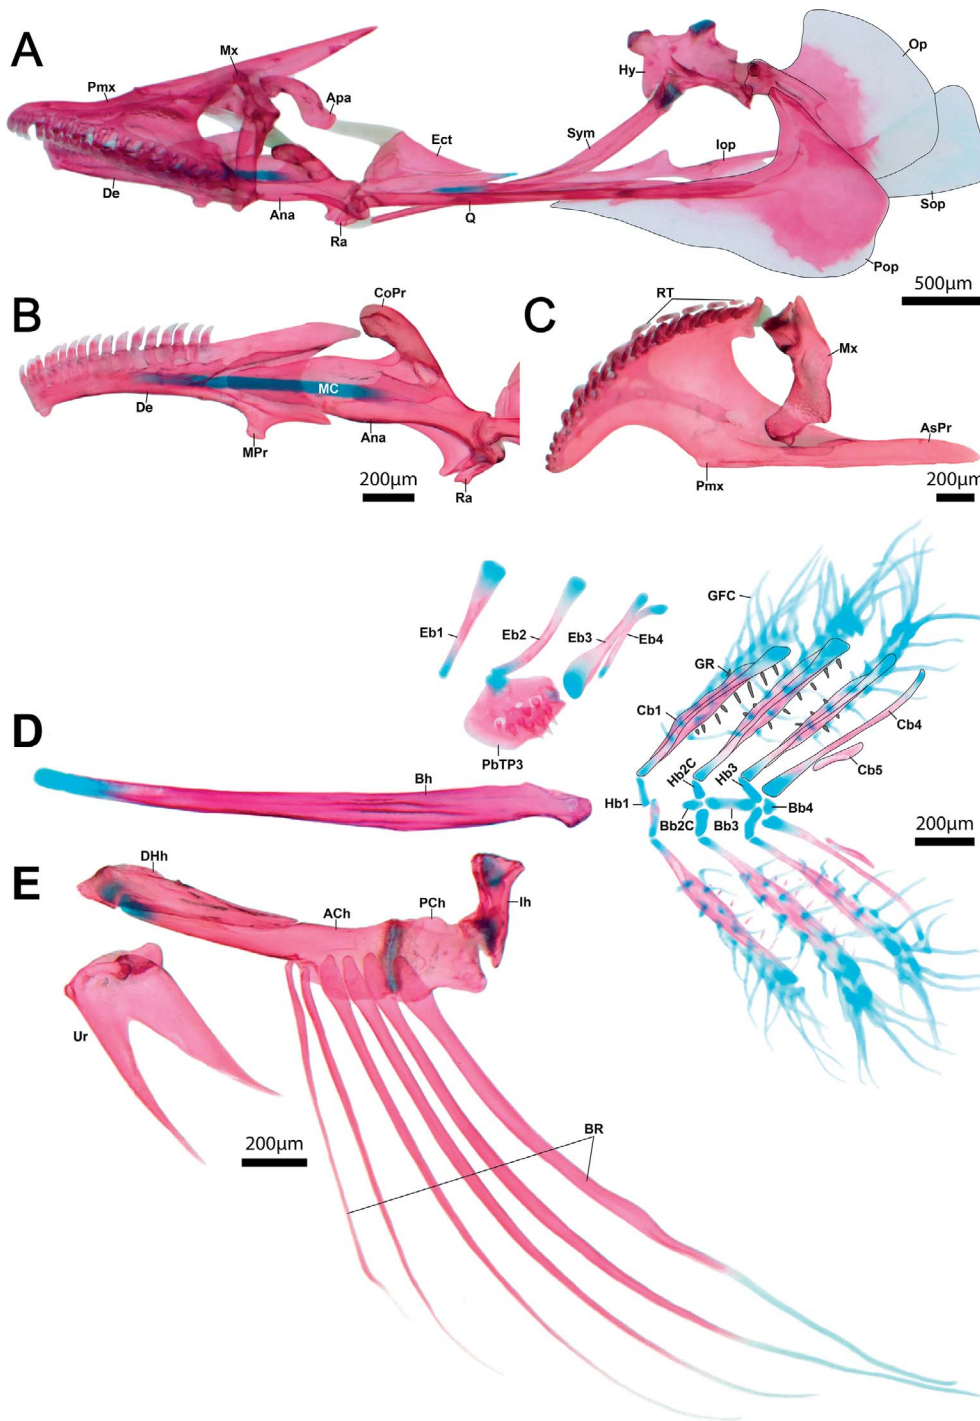 A
Pmx
Mx
Apa
Ect
Sym
Hy
Iop
Op
Sop
Pop
De
Ana
Ra
Q
500µm
B
CoPr
MC
De
MPr
Ana
Ra
200µm
C
RT
Mx
AsPr
Pmx
200µm
D
Eb1
Eb2
Eb3
Eb4
PbTP3
Bh
GFC
GR
Cb1
Cb4
Cb5
Hb1
Hb2C
Hb3
Bb2C
Bb3
Bb4
200µm
E
DHh
ACh
PCh
Ih
Ur
BR
200µm